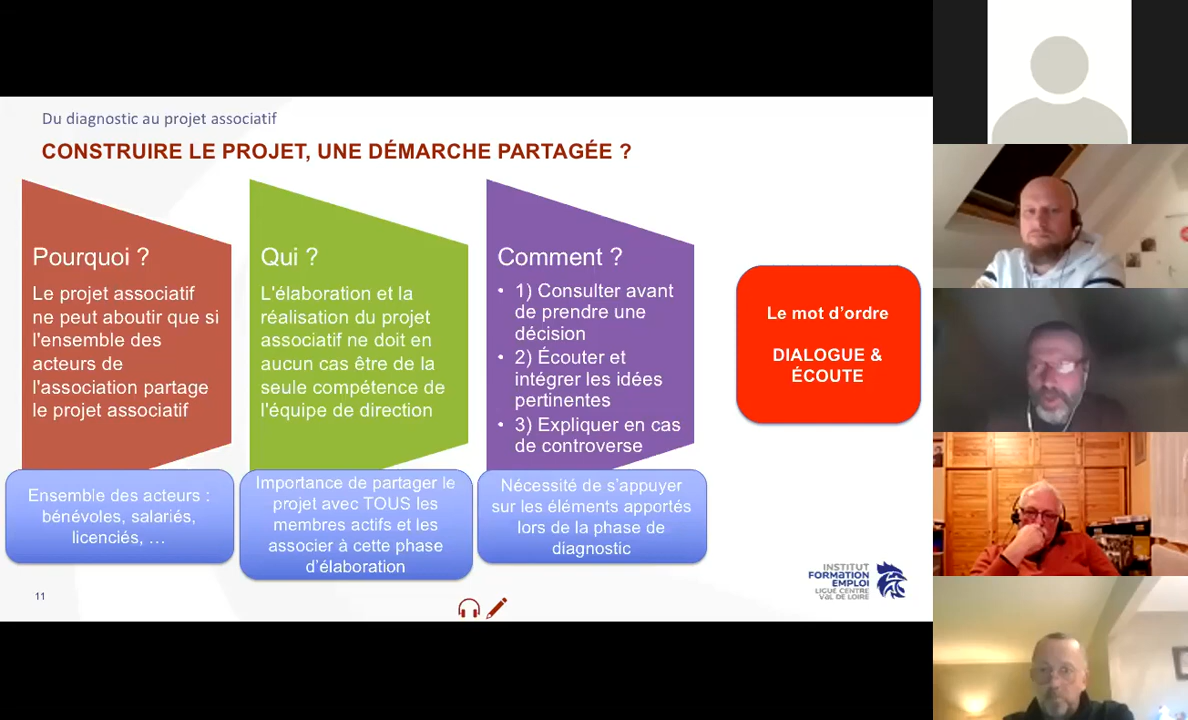 Du diagnostic au projet associatif
CONSTRUIRE LE PROJET, UNE DÉMARCHE PARTAGÉE ?
Pourquoi ?
Le projet associatif
ne peut aboutir que si
l'ensemble des
acteurs de
l'association partage
le projet associatif
Ensemble des acteurs :
bénévoles, salariés,
licenciés, …
Qui ?
L'élaboration et la
réalisation du projet
associatif ne doit en
aucun cas être de la
seule compétence de
l'équipe de direction
Importance de partager le
projet avec TOUS les
membres actifs et les
associer à cette phase
d'élaboration
Comment ?
• 1) Consulter avant
de prendre une
décision
• 2) Écouter et
intégrer les idées
pertinentes
• 3) Expliquer en cas
de controverse
Nécessité de s'appuyer
sur les éléments apportés
lors de la phase de
diagnostic
Le mot d'ordre
DIALOGUE &
ÉCOUTE
INSTITUT
FORMATION
EMPLOI
LIGUE CENTRE
VAL DE LOIRE
11